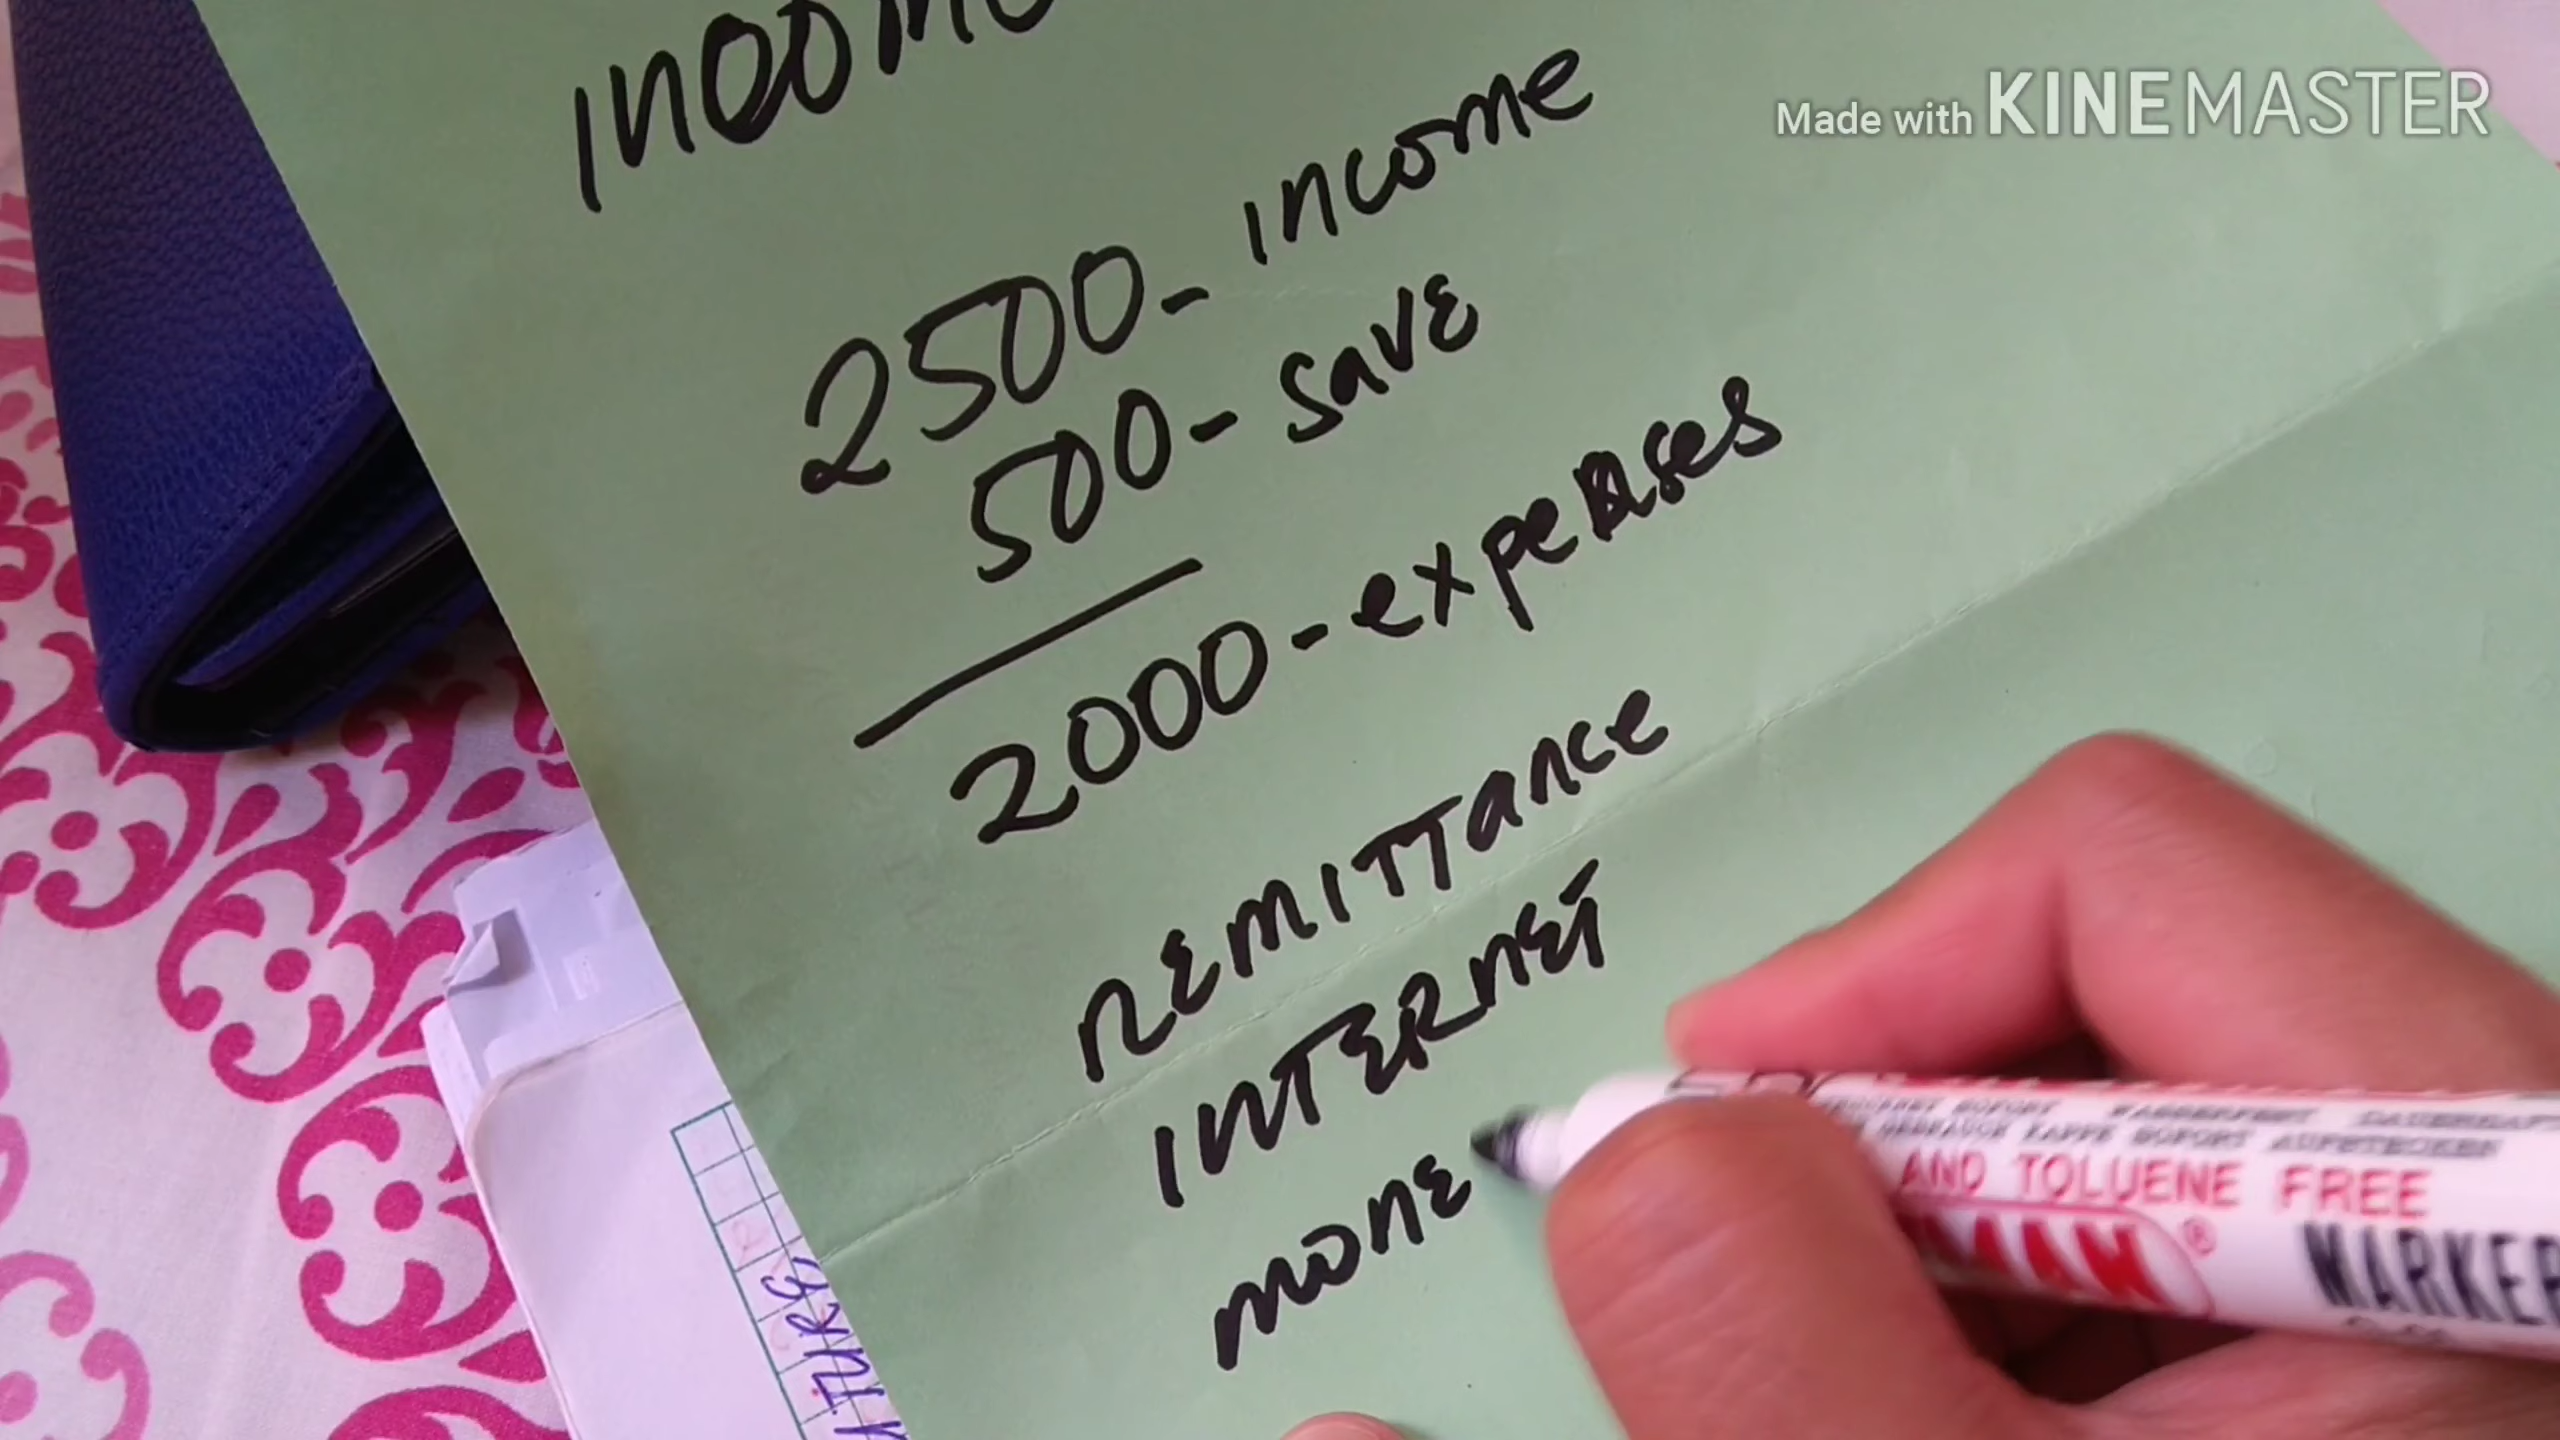 Made with KINEMASTER
INCOME
2500 - income
500 - save
2000 - expenses
REMITTance
INTERNET
mone
AND TOLUENE FREE
MARKER